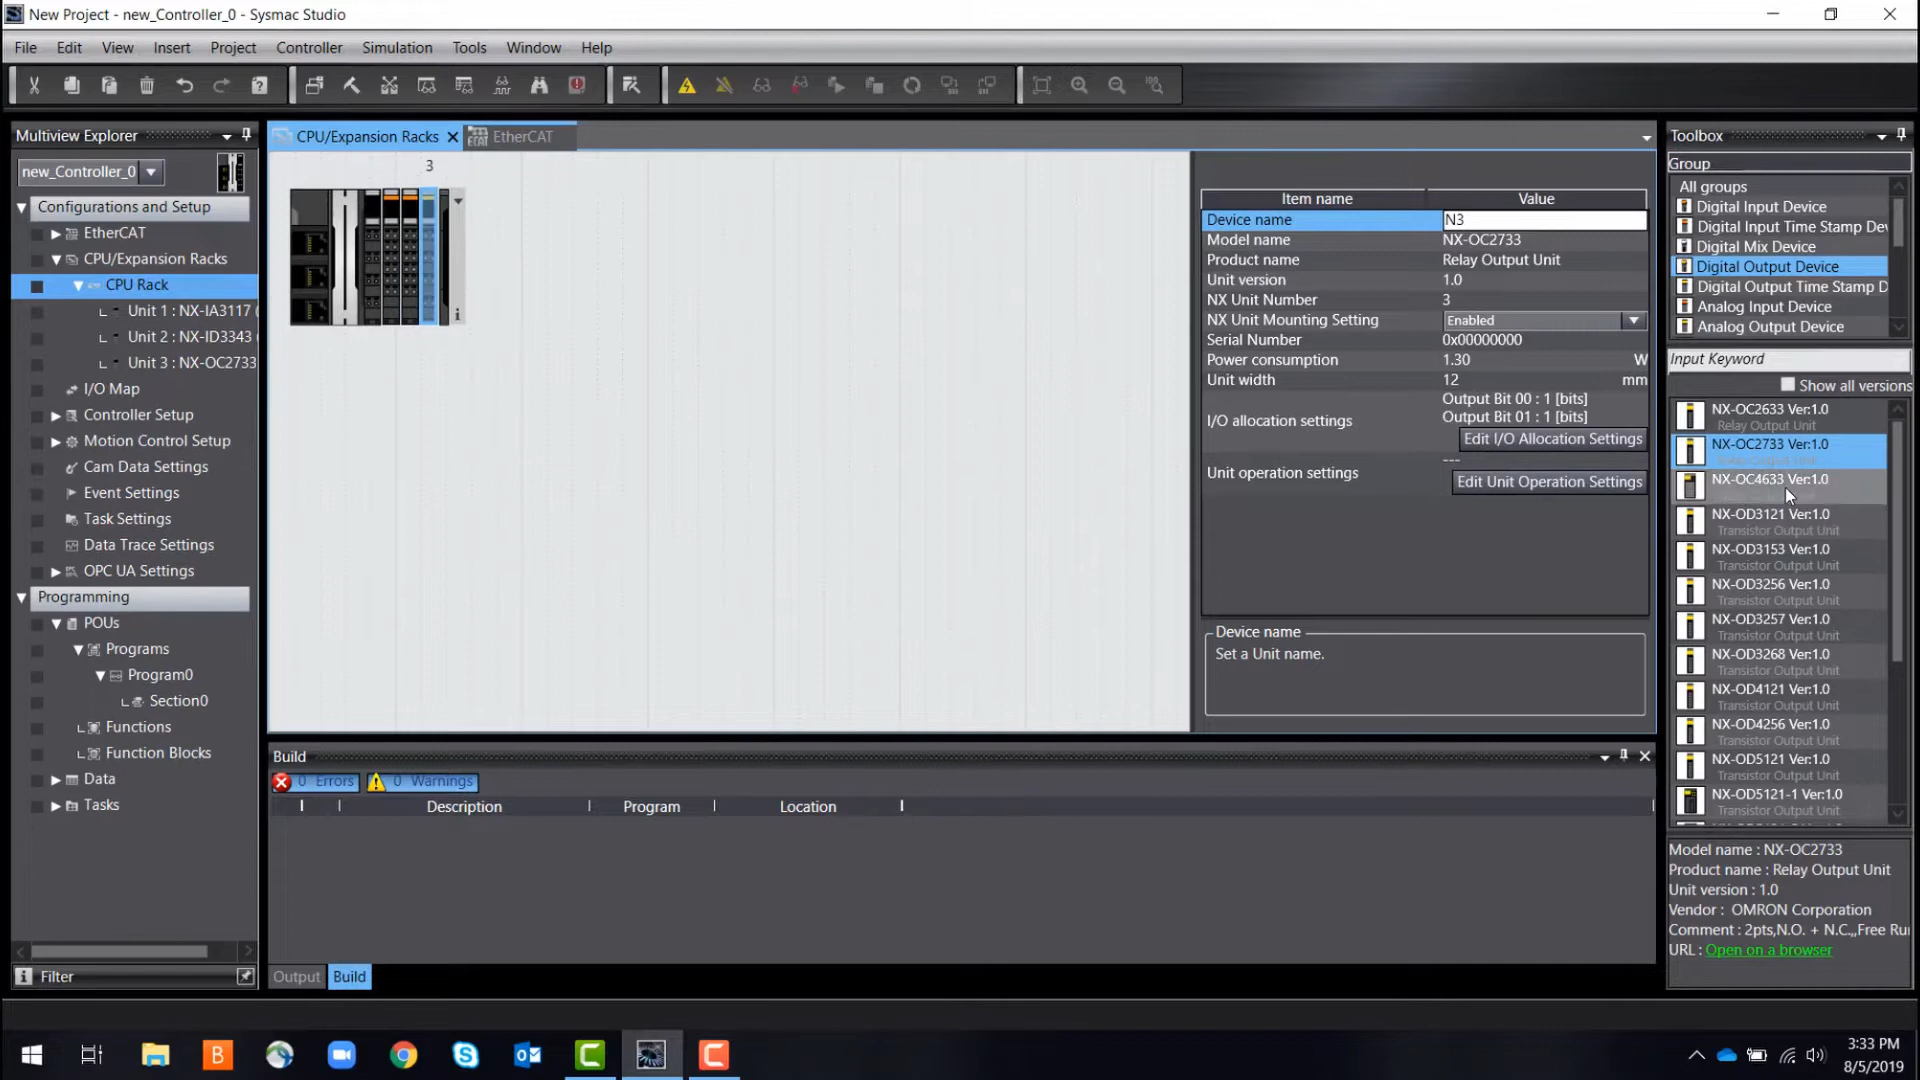 New Project - new_Controller_0 - Sysmac Studio
File Edit View Insert Project Controller Simulation Tools Window Help
Multiview Explorer
new_Controller_0
Configurations and Setup
EtherCAT
CPU/Expansion Racks
CPU Rack
Unit 1 : NX-IA3117 (
Unit 2 : NX-ID3343 (
Unit 3 : NX-OC2733
I/O Map
Controller Setup
Motion Control Setup
Cam Data Settings
Event Settings
Task Settings
Data Trace Settings
OPC UA Settings
Programming
POUs
Programs
Program0
Section0
Functions
Function Blocks
Data
Tasks
Filter
CPU/Expansion Racks EtherCAT
3
Item name Value
Device name N3
Model name NX-OC2733
Product name Relay Output Unit
Unit version 1.0
NX Unit Number 3
NX Unit Mounting Setting Enabled
Serial Number 0x00000000
Power consumption 1.30 W
Unit width 12 mm
I/O allocation settings Output Bit 00 : 1 [bits]
Output Bit 01 : 1 [bits]
Edit I/O Allocation Settings
Unit operation settings ---
Edit Unit Operation Settings
Device name
Set a Unit name.
Build
0 Errors 0 Warnings
Description Program Location
Output Build
Toolbox
Group
All groups
Digital Input Device
Digital Input Time Stamp Dev
Digital Mix Device
Digital Output Device
Digital Output Time Stamp D
Analog Input Device
Analog Output Device
Input Keyword
Show all versions
NX-OC2633 Ver:1.0
Relay Output Unit
NX-OC2733 Ver:1.0
NX-OC4633 Ver:1.0
NX-OD3121 Ver:1.0
Transistor Output Unit
NX-OD3153 Ver:1.0
Transistor Output Unit
NX-OD3256 Ver:1.0
Transistor Output Unit
NX-OD3257 Ver:1.0
Transistor Output Unit
NX-OD3268 Ver:1.0
Transistor Output Unit
NX-OD4121 Ver:1.0
Transistor Output Unit
NX-OD4256 Ver:1.0
Transistor Output Unit
NX-OD5121 Ver:1.0
Transistor Output Unit
NX-OD5121-1 Ver:1.0
Transistor Output Unit
Model name : NX-OC2733
Product name : Relay Output Unit
Unit version : 1.0
Vendor : OMRON Corporation
Comment : 2pts,N.O. + N.C.,,Free Ru
URL : Open on a browser
3:33 PM
8/5/2019